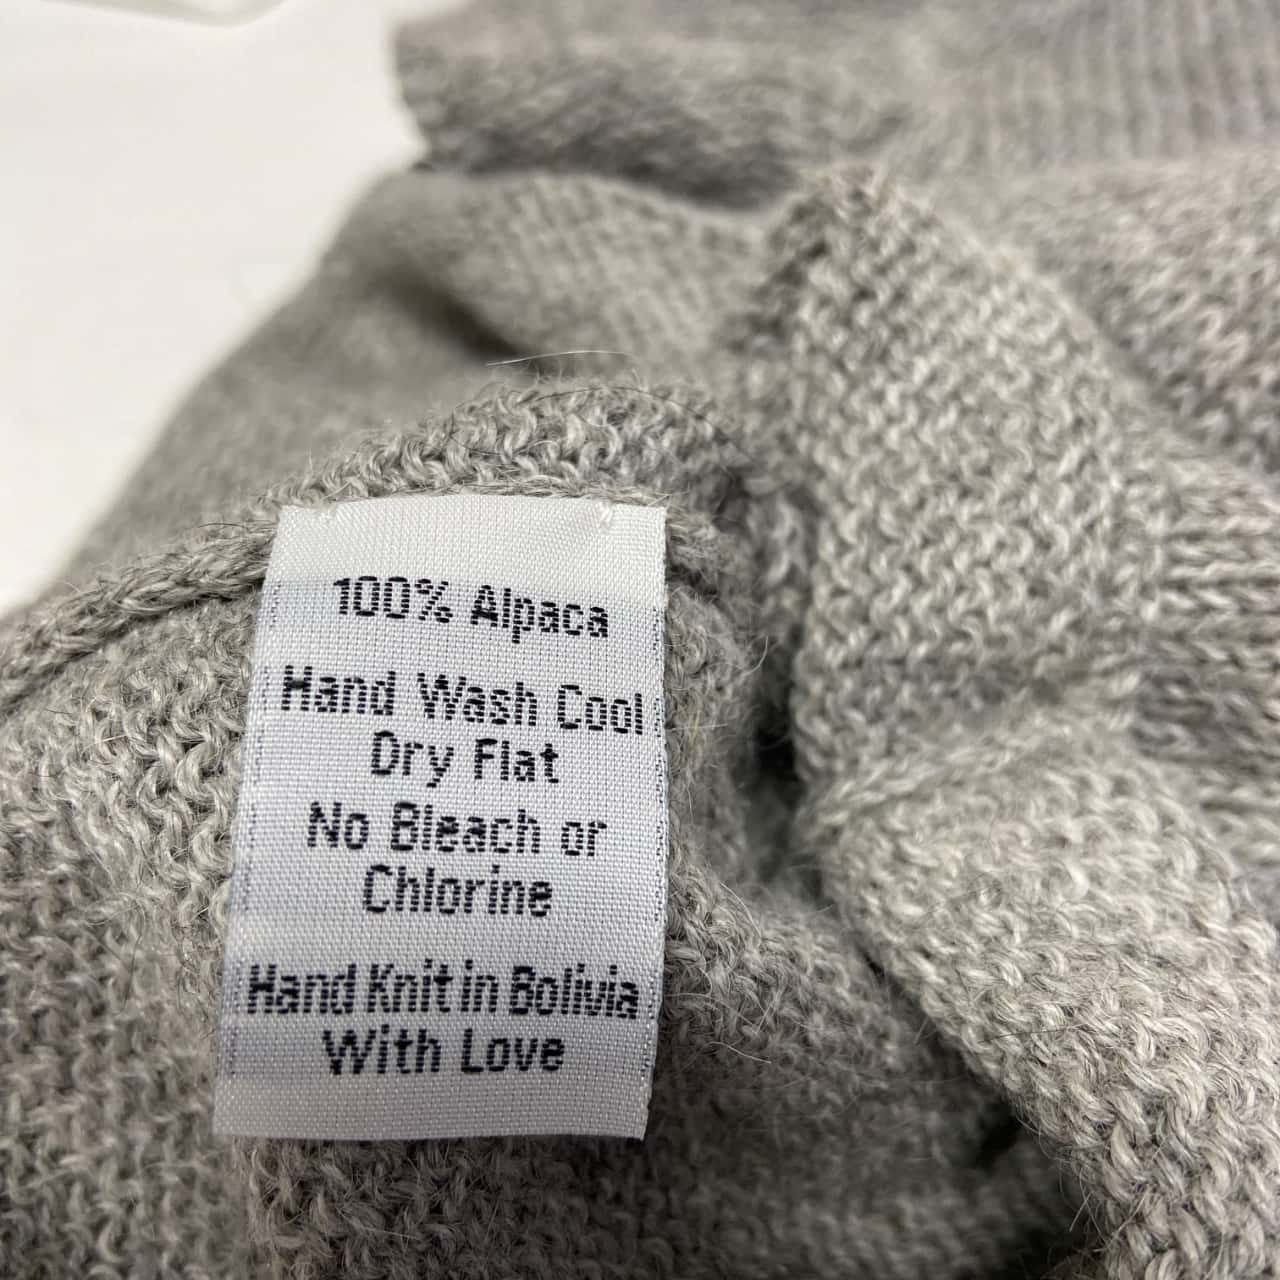 100% Alpaca
Hand Wash Cool
Dry Flat
No Bleach or
Chlorine
Hand Knit in Bolivia
With Love